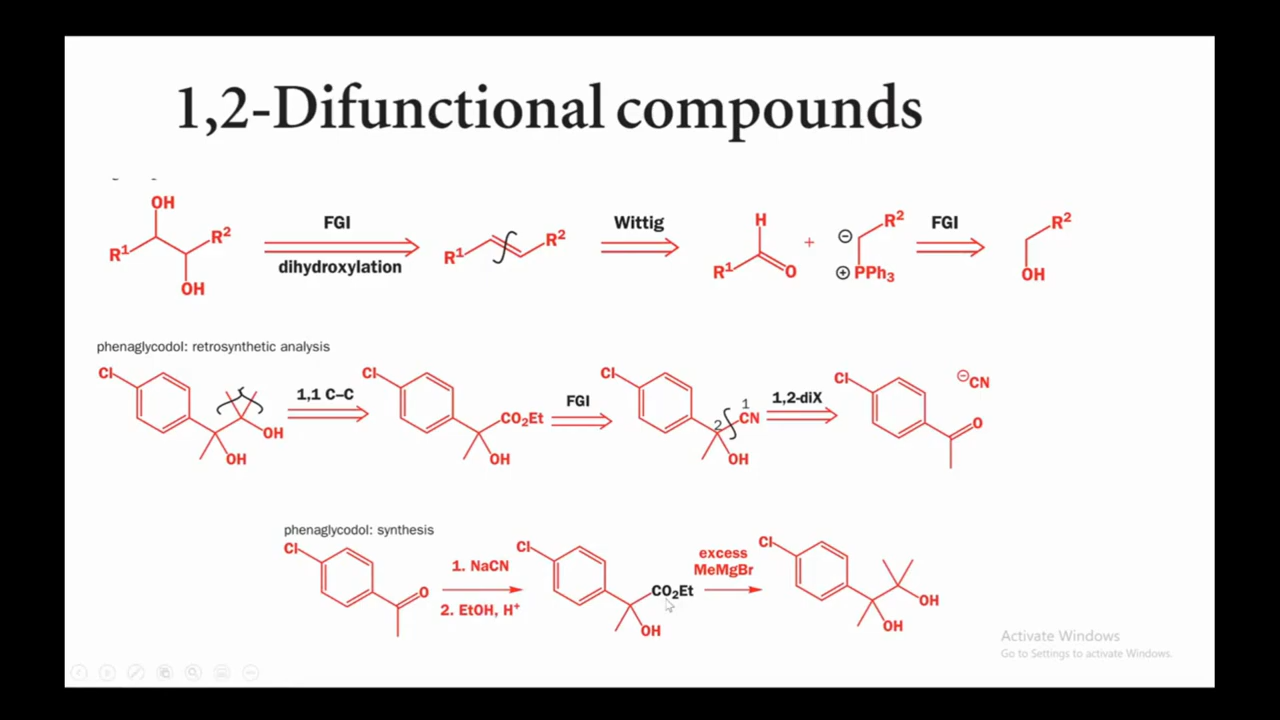 1,2-Difunctional compounds
OH
R¹
R²
OH
FGI
dihydroxylation
R¹
R²
Wittig
H
R¹
O
+
⊖
R²
⊕PPh₃
FGI
R²
OH
phenaglycodol: retrosynthetic analysis
Cl
OH
OH
1,1 C–C
Cl
CO₂Et
OH
FGI
Cl
1
2
CN
OH
1,2-diX
Cl
O
⊖CN
phenaglycodol: synthesis
Cl
O
1. NaCN
2. EtOH, H⁺
Cl
CO₂Et
OH
excess
MeMgBr
Cl
OH
OH
Activate Windows
Go to Settings to activate Windows.